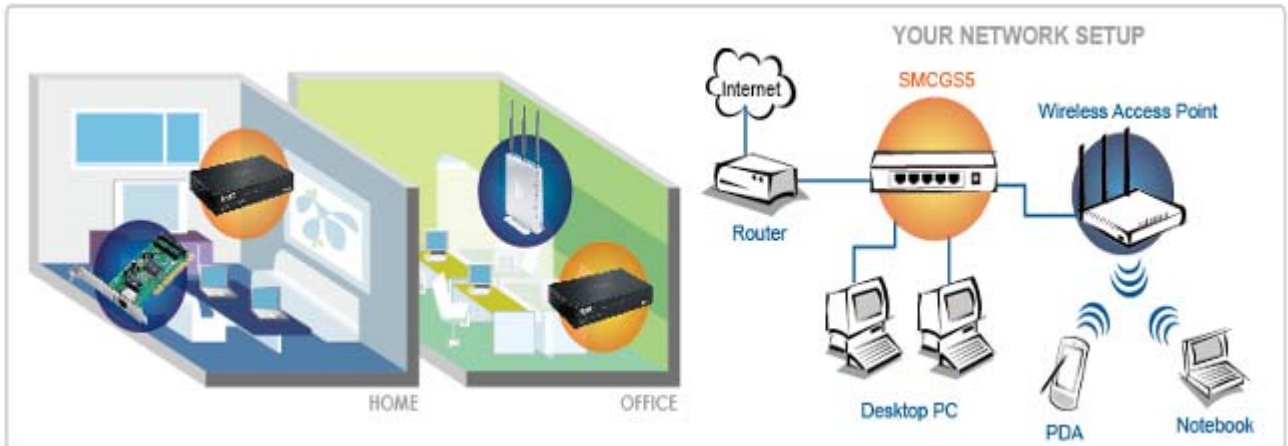 YOUR NETWORK SETUP
Internet
SMCGS5
Wireless Access Point
Router
Desktop PC
PDA
Notebook
HOME
OFFICE